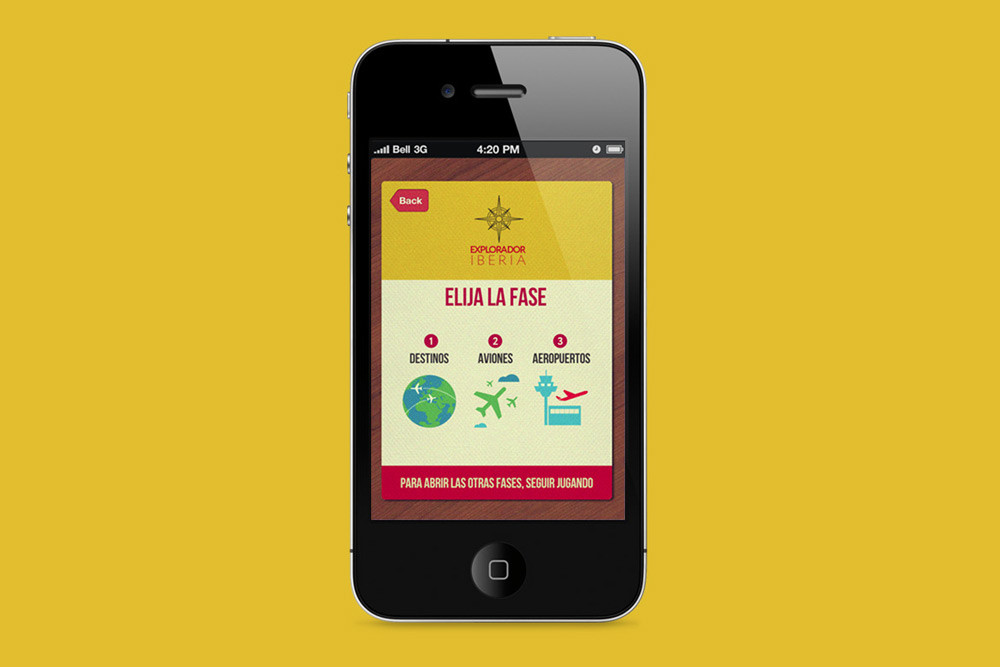 Bell 3G 4:20 PM
Back
EXPLORADOR
IBERIA
ELIJA LA FASE
1 2 3
DESTINOS AVIONES AEROPUERTOS
PARA ABRIR LAS OTRAS FASES, SEGUIR JUGANDO